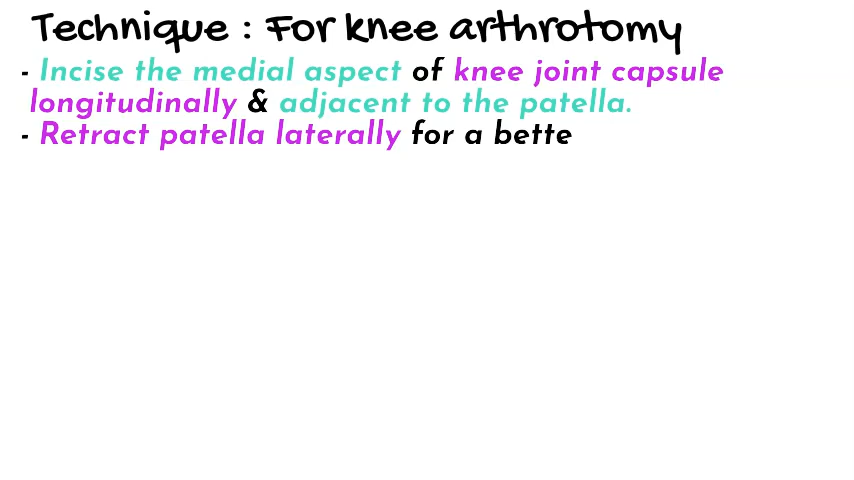 Technique : For knee arthrotomy
- Incise the medial aspect of knee joint capsule
longitudinally & adjacent to the patella.
- Retract patella laterally for a bette